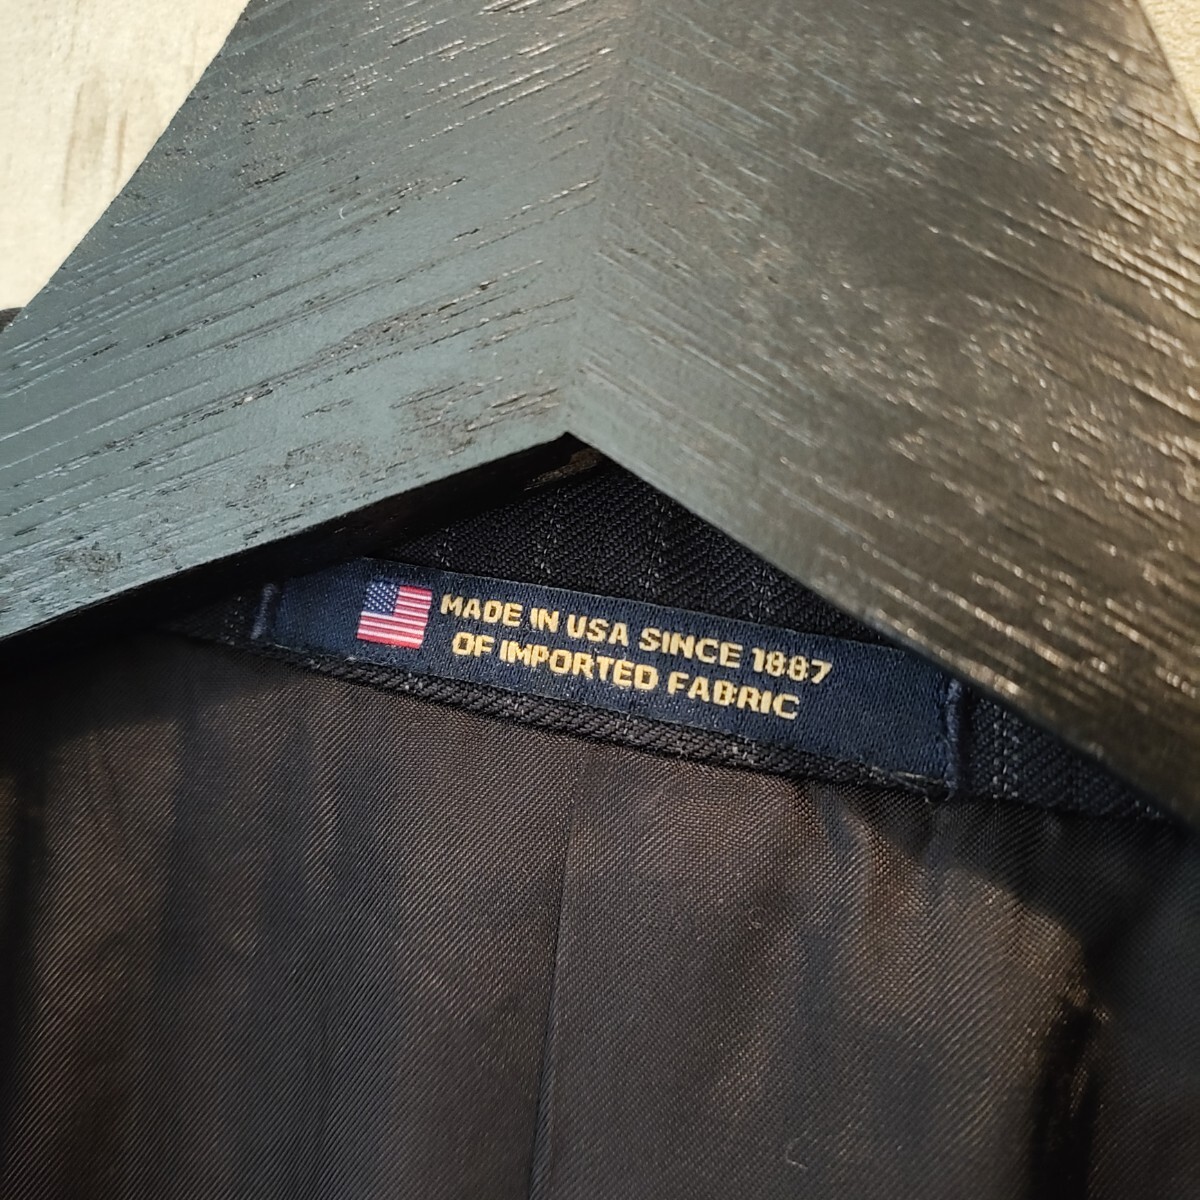 MADE IN USA SINCE 1887
OF IMPORTED FABRIC